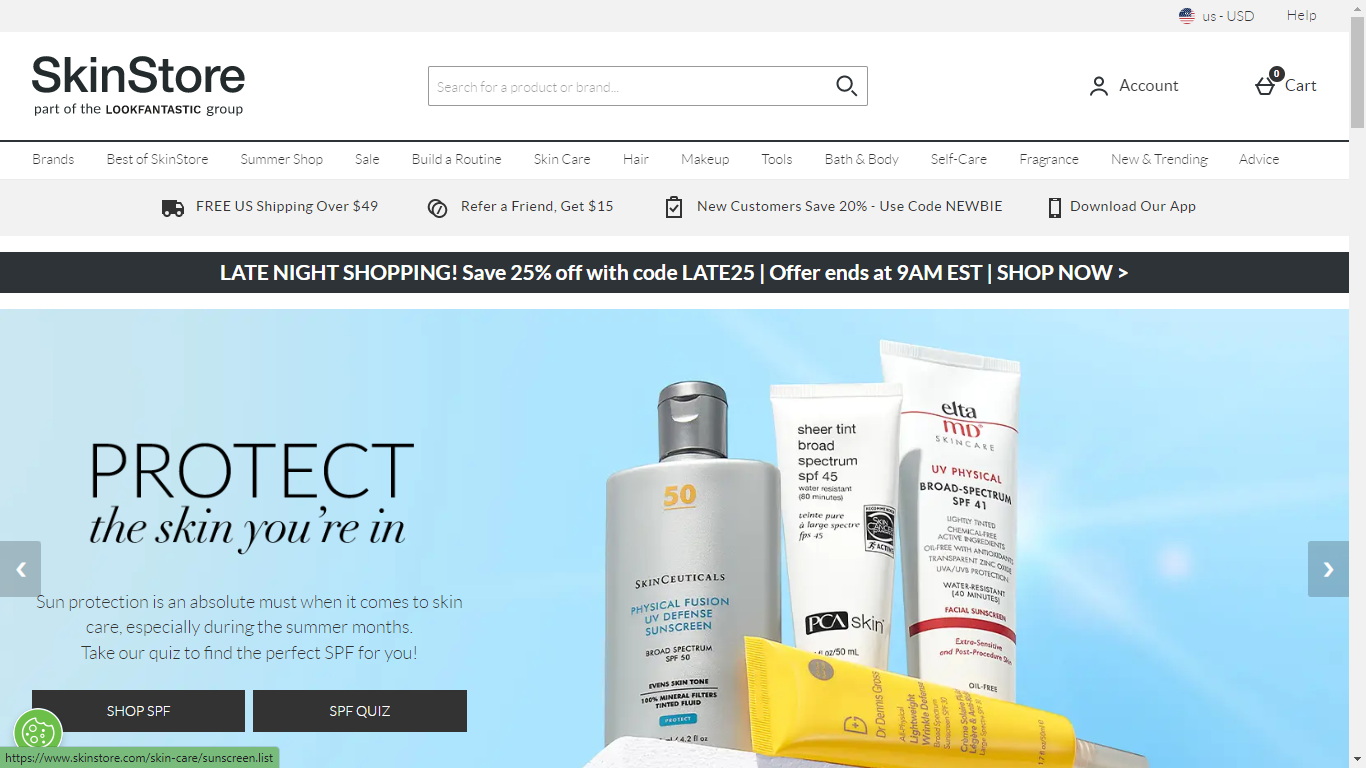 us - USD
Help
SkinStore
part of the LOOKFANTASTIC group
Search for a product or brand...
Account
0
Cart
Brands
Best of SkinStore
Summer Shop
Sale
Build a Routine
Skin Care
Hair
Makeup
Tools
Bath & Body
Self-Care
Fragrance
New & Trending
Advice
FREE US Shipping Over $49
Refer a Friend, Get $15
New Customers Save 20% - Use Code NEWBIE
Download Our App
LATE NIGHT SHOPPING! Save 25% off with code LATE25 | Offer ends at 9AM EST | SHOP NOW >
PROTECT
the skin you're in
Sun protection is an absolute must when it comes to skin
care, especially during the summer months.
Take our quiz to find the perfect SPF for you!
SHOP SPF
SPF QUIZ
https://www.skinstore.com/skin-care/sunscreen.list
50
SKINCEUTICALS
PHYSICAL FUSION
UV DEFENSE
SUNSCREEN
BROAD SPECTRUM
SPF 50
EVENS SKIN TONE
100% MINERAL FILTERS
TINTED FLUID
PROTECT
/ 4.2 fl oz
sheer tint
broad
spectrum
spf 45
water resistant
(80 minutes)
teinte pure
à large spectre
fps 45
PCA skin
fl oz/50 mL
elta
MD
SKINCARE
UV PHYSICAL
BROAD-SPECTRUM
SPF 41
LIGHTLY TINTED
CHEMICAL-FREE
ACTIVE INGREDIENTS
OIL-FREE WITH ANTIOXIDANTS
TRANSPARENT ZINC OXIDE
UVA/UVB PROTECTION
WATER-RESISTANT
(40 MINUTES)
FACIAL SUNSCREEN
Extra-Sensitive
and Post-Procedure Skin
OIL-FREE
Dr Dennis Gross
All-Physical
Lightweight
Wrinkle Defense
Broad Spectrum
Sunscreen SPF 30